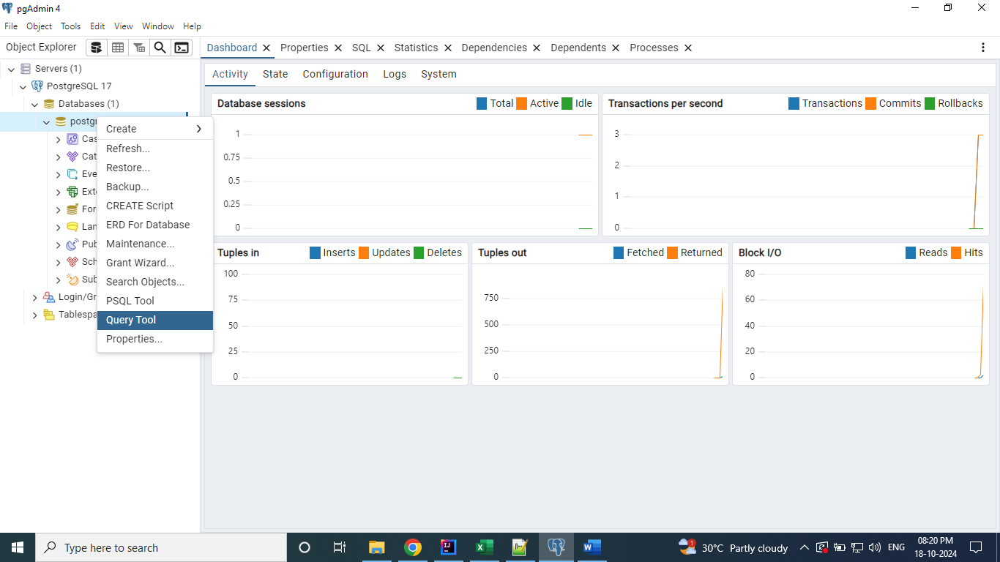 pgAdmin 4
File Object Tools Edit View Window Help
Object Explorer
Dashboard Properties SQL Statistics Dependencies Dependents Processes
Servers (1)
PostgreSQL 17
Databases (1)
postgr
Cas
Cat
Eve
Exte
For
Lan
Pub
Sch
Sub
Login/Gr
Tablespa
Create
Refresh...
Restore...
Backup...
CREATE Script
ERD For Database
Maintenance...
Grant Wizard...
Search Objects...
PSQL Tool
Query Tool
Properties...
Activity State Configuration Logs System
Database sessions Total Active Idle
1
0.75
0.5
0.25
0
Transactions per second Transactions Commits Rollbacks
3
2
1
0
Tuples in Inserts Updates Deletes
100
75
50
25
0
Tuples out Fetched Returned
750
500
250
0
Block I/O Reads Hits
80
60
40
20
0
Type here to search
1
30°C Partly cloudy
ENG
08:20 PM
18-10-2024